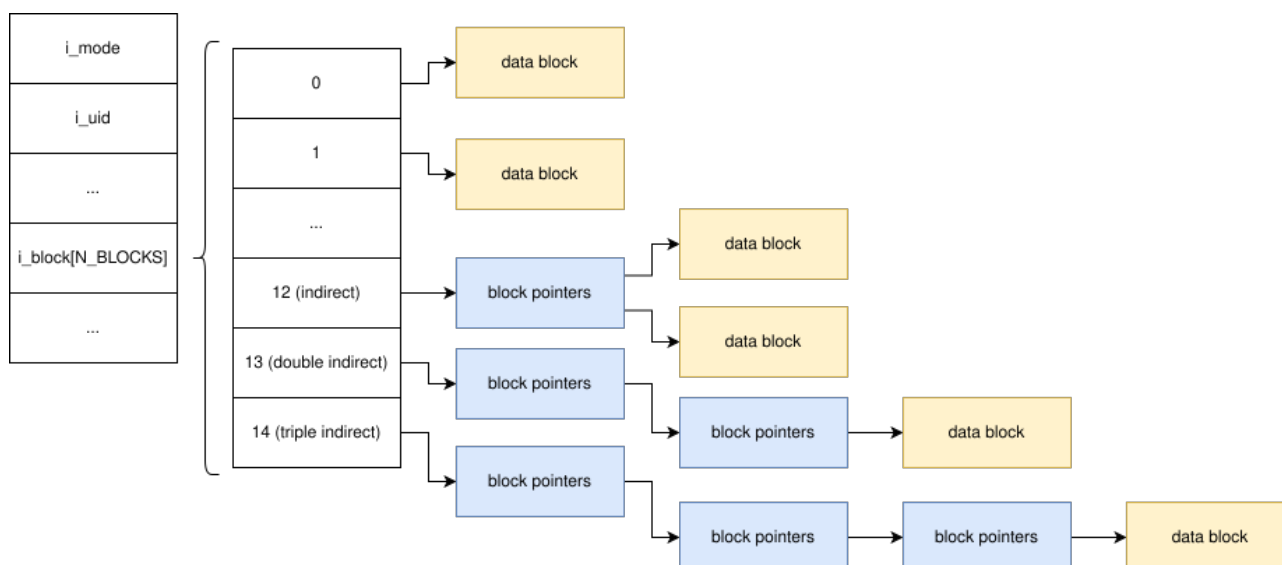 i_mode
i_uid
...
i_block[N_BLOCKS]
...
0
1
...
12 (indirect)
13 (double indirect)
14 (triple indirect)
data block
data block
block pointers
data block
data block
block pointers
block pointers
data block
block pointers
block pointers
block pointers
data block